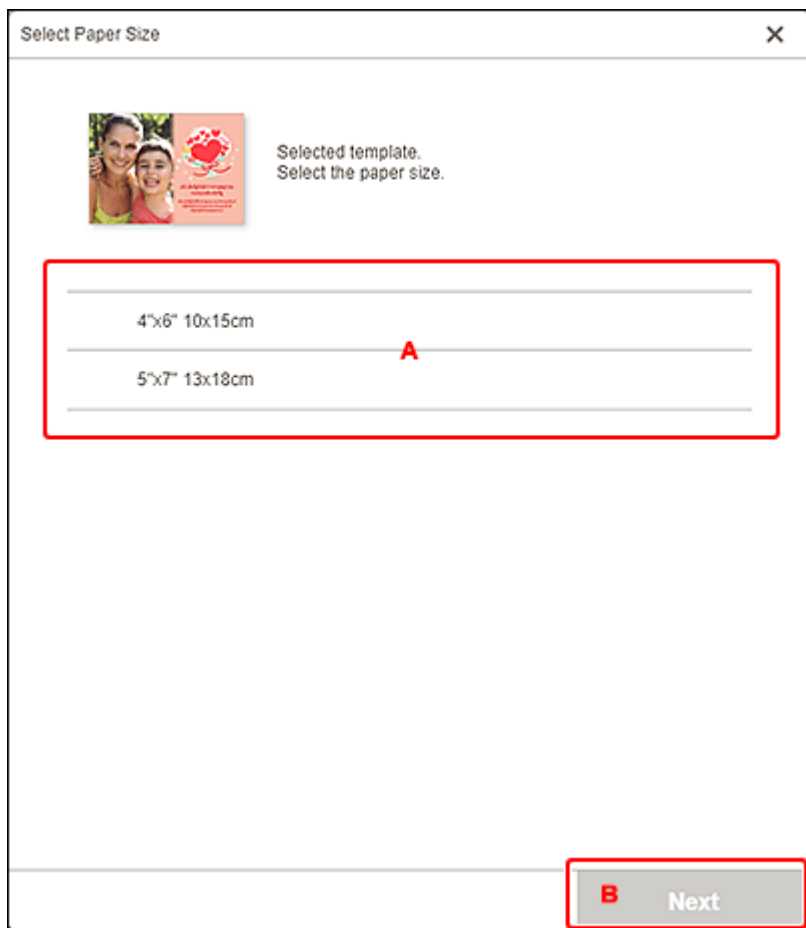 Select Paper Size
Selected template.
Select the paper size.
4"x6" 10x15cm
A
5"x7" 13x18cm
B Next